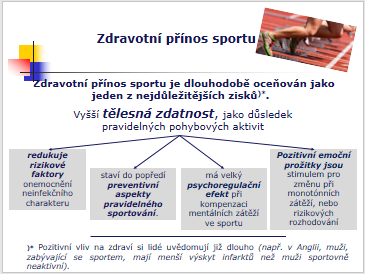 Zdravotní přínos sportu
Zdravotní přínos sportu je dlouhodobě oceňován jako
jeden z nejdůležitějších zisků)*.
Vyšší tělesná zdatnost, jako důsledek
pravidelných pohybových aktivit
redukuje
rizikové
faktory
onemocnění
neinfekčního
charakteru
staví do popředí
preventivní
aspekty
pravidelného
sportování.
má velký
psychoregulační
efekt při
kompenzaci
mentálních zátěží
ve sportu
Pozitivní emoční
prožitky jsou
stimulem pro
změnu při
monotónních
zátěží, nebo
rizikových
rozhodování
)* Pozitivní vliv na zdraví si lidé uvědomují již dlouho (např. v Anglii, muži,
zabývající se sportem, mají menší výskyt infarktů než muži sportovně
neaktivní).